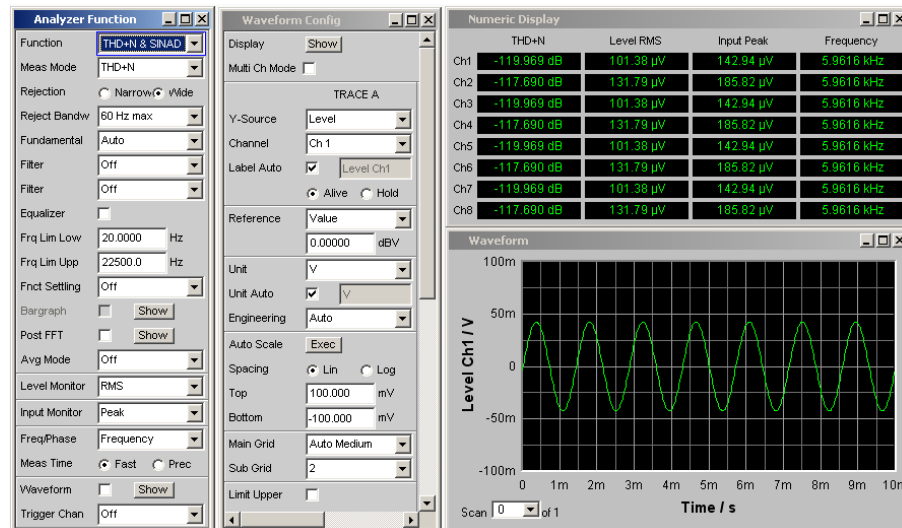 Analyzer Function
Function THD+N & SINAD
Meas Mode THD+N
Rejection Narrow Wide
Reject Bandw 60 Hz max
Fundamental Auto
Filter Off
Filter Off
Equalizer
Frq Lim Low 20.0000 Hz
Frq Lim Upp 22500.0 Hz
Fnct Settling Off
Bargraph Show
Post FFT Show
Avg Mode Off
Level Monitor RMS
Input Monitor Peak
Freq/Phase Frequency
Meas Time Fast Prec
Waveform Show
Trigger Chan Off
Waveform Config
Display Show
Multi Ch Mode
TRACE A
Y-Source Level
Channel Ch 1
Label Auto Level Ch1
Alive Hold
Reference Value
0.00000 dBV
Unit V
Unit Auto V
Engineering Auto
Auto Scale Exec
Spacing Lin Log
Top 100.000 mV
Bottom -100.000 mV
Main Grid Auto Medium
Sub Grid 2
Limit Upper
Numeric Display
THD+N Level RMS Input Peak Frequency
Ch1 -119.969 dB 101.38 µV 142.94 µV 5.9616 kHz
Ch2 -117.690 dB 131.79 µV 185.82 µV 5.9616 kHz
Ch3 -119.969 dB 101.38 µV 142.94 µV 5.9616 kHz
Ch4 -117.690 dB 131.79 µV 185.82 µV 5.9616 kHz
Ch5 -119.969 dB 101.38 µV 142.94 µV 5.9616 kHz
Ch6 -117.690 dB 131.79 µV 185.82 µV 5.9616 kHz
Ch7 -119.969 dB 101.38 µV 142.94 µV 5.9616 kHz
Ch8 -117.690 dB 131.79 µV 185.82 µV 5.9616 kHz
Waveform
Level Ch1 / V
100m
50m
0
-50m
-100m
0 1m 2m 3m 4m 5m 6m 7m 8m 9m 10m
Scan 0 of 1
Time / s